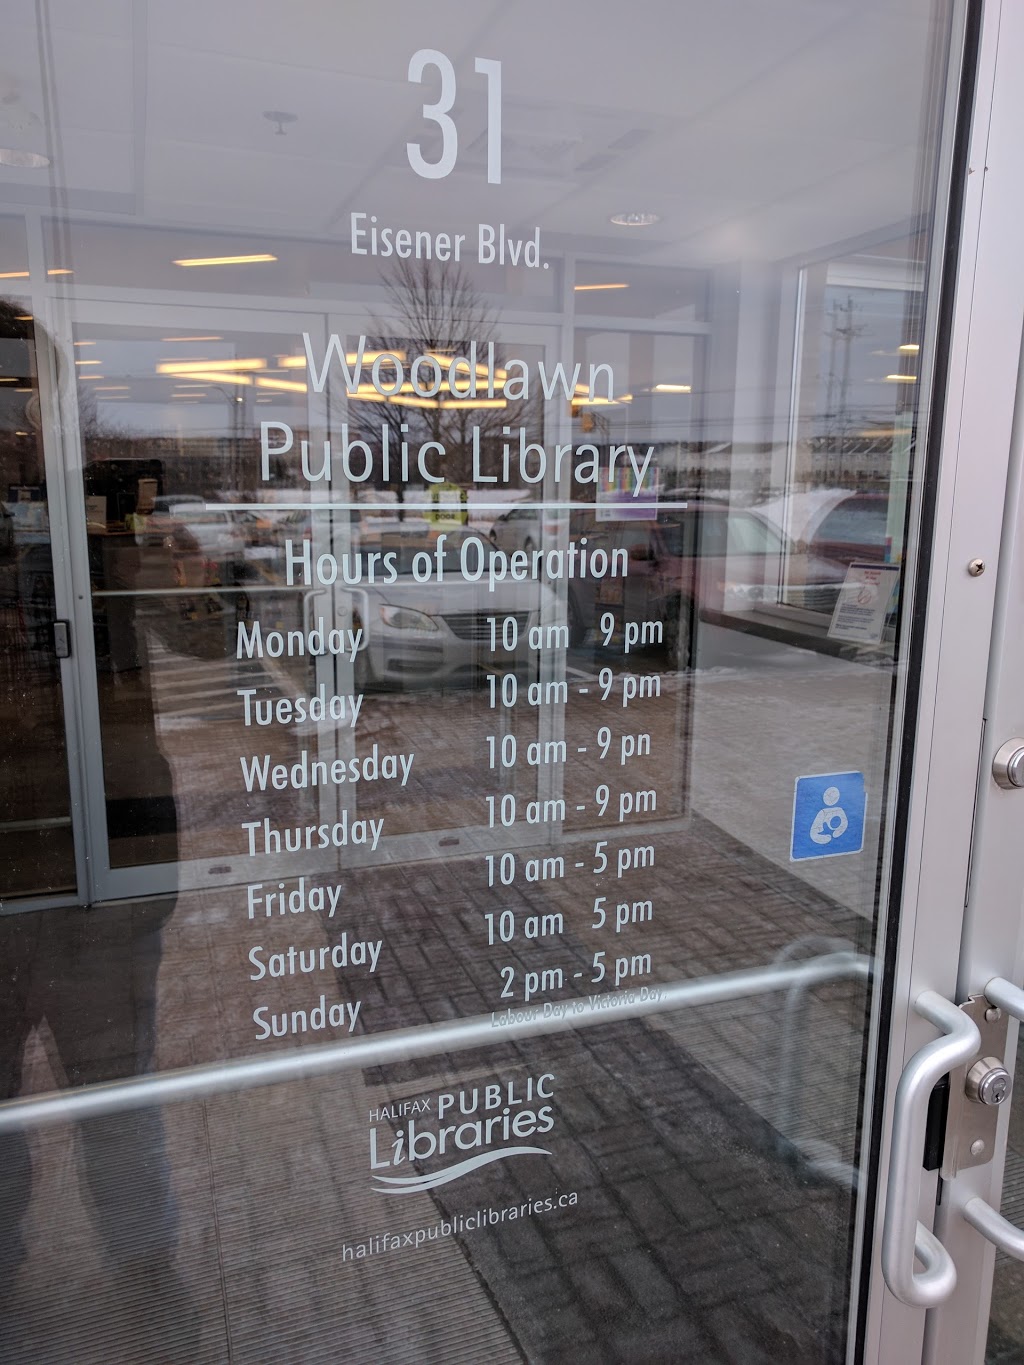 31
Eisener Blvd.
Woodlawn
Public Library
Hours of Operation
Monday 10 am 9 pm
Tuesday 10 am - 9 pm
Wednesday 10 am - 9 pn
Thursday 10 am - 9 pm
Friday 10 am - 5 pm
Saturday 10 am 5 pm
Sunday 2 pm - 5 pm
Labour Day to Victoria Day
HALIFAX PUBLIC
Libraries
halifaxpubliclibraries.ca